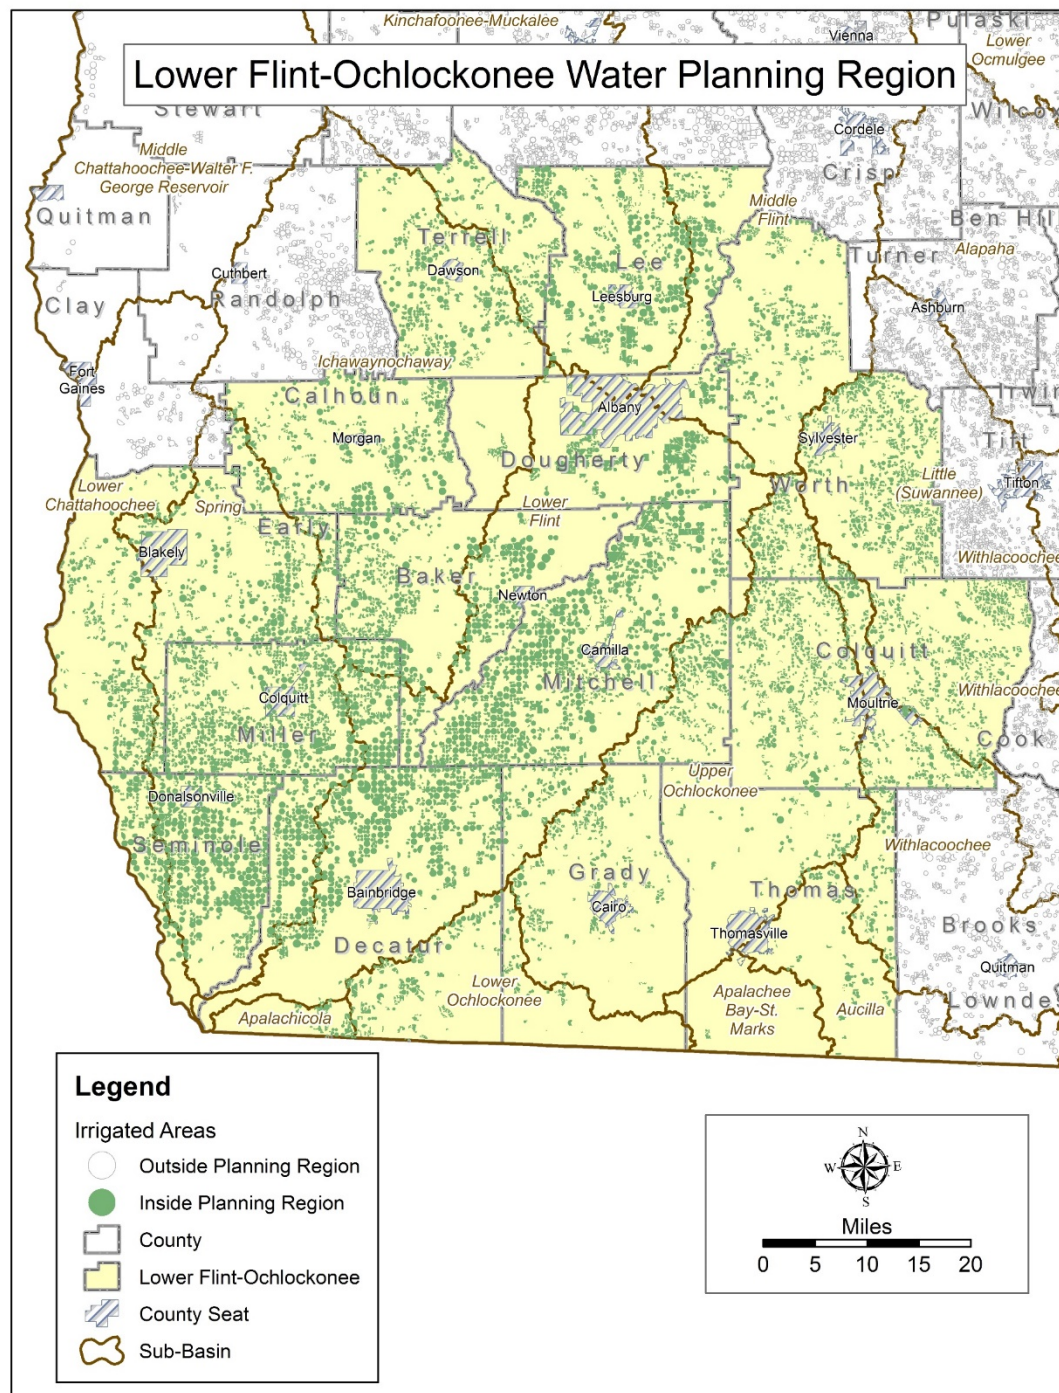 Kinchafoonee-Muckalee
Pulaski
Vienna
Lower
Ocmulgee
Lower Flint-Ochlockonee Water Planning Region
Stewart
Wilcox
Cordele
Middle
Chattahoochee-Walter F.
George Reservoir
Crisp
Quitman
Middle
Flint
Ben Hil
Terrell
Lee
Turner
Alapaha
Dawson
Cuthbert
Leesburg
Randolph
Clay
Ashburn
Ichawaynochaway
Fort
Gaines
Calhoun
Irwin
Albany
Morgan
Sylvester
Tift
Dougherty
Lower
Chattahoochee
Spring
Lower
Flint
Worth
Little
(Suwannee)
Tifton
Early
Blakely
Withlacoochee
Baker
Newton
Camilla
Colquitt
Mitchell
Colquitt
Moultrie
Withlacoochee
Miller
Cook
Upper
Ochlockonee
Donalsonville
Seminole
Withlacoochee
Grady
Bainbridge
Cairo
Thomas
Thomasville
Brooks
Decatur
Quitman
Lower
Ochlockonee
Apalachee
Bay-St.
Marks
Aucilla
Lownde
Apalachicola
Legend
Irrigated Areas
Outside Planning Region
Inside Planning Region
County
Lower Flint-Ochlockonee
County Seat
Sub-Basin
N
W
E
S
Miles
0 5 10 15 20